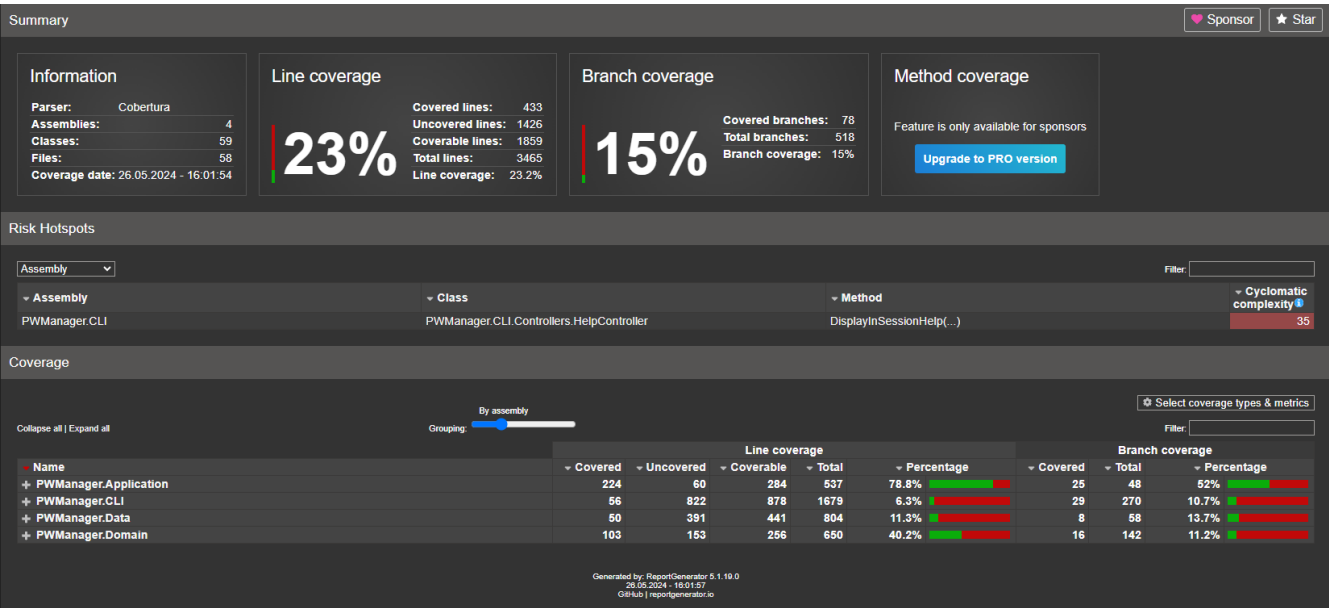 Summary
Sponsor
Star
Information
Parser: Cobertura
Assemblies: 4
Classes: 59
Files: 58
Coverage date: 26.05.2024 - 16:01:54
Line coverage
23%
Covered lines: 433
Uncovered lines: 1426
Coverable lines: 1859
Total lines: 3465
Line coverage: 23.2%
Branch coverage
15%
Covered branches: 78
Total branches: 518
Branch coverage: 15%
Method coverage
Feature is only available for sponsors
Upgrade to PRO version
Risk Hotspots
Assembly
Filter:
Assembly Class Method Cyclomatic complexity
PWManager.CLI PWManager.CLI.Controllers.HelpController DisplayInSessionHelp(...) 35
Coverage
Select coverage types & metrics
By assembly
Collapse all | Expand all Grouping: Filter:
Line coverage Branch coverage
Name Covered Uncovered Coverable Total Percentage Covered Total Percentage
PWManager.Application 224 60 284 537 78.8% 25 48 52%
PWManager.CLI 56 822 878 1679 6.3% 29 270 10.7%
PWManager.Data 50 391 441 804 11.3% 8 58 13.7%
PWManager.Domain 103 153 256 650 40.2% 16 142 11.2%
Generated by: ReportGenerator 5.1.19.0
26.05.2024 - 16:01:57
GitHub | reportgenerator.io